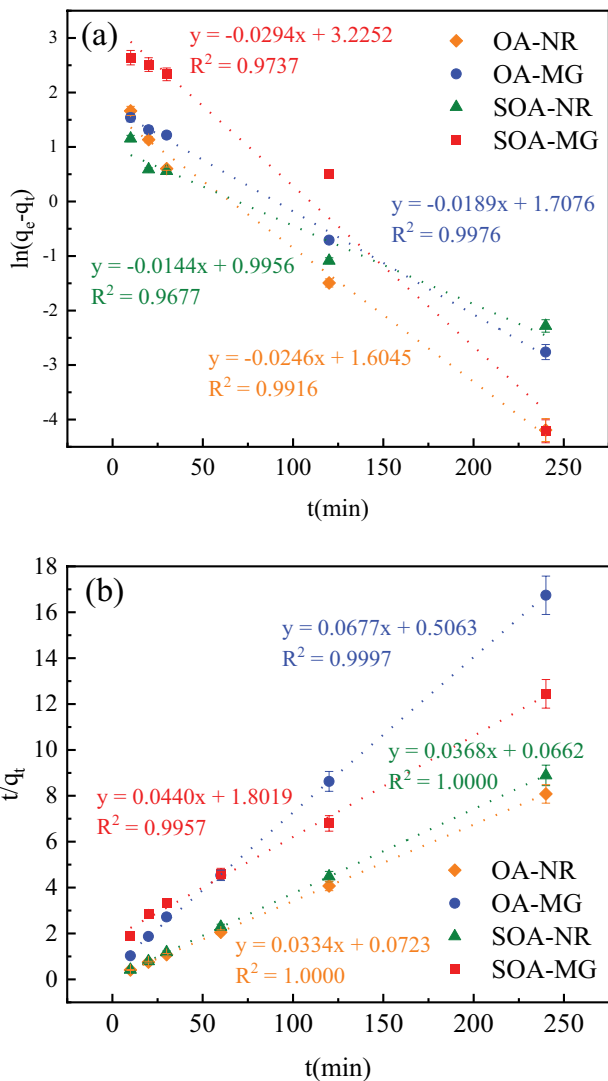 (a)
y = -0.0294x + 3.2252
R² = 0.9737
OA-NR
OA-MG
SOA-NR
SOA-MG
y = -0.0189x + 1.7076
R² = 0.9976
y = -0.0144x + 0.9956
R² = 0.9677
y = -0.0246x + 1.6045
R² = 0.9916
3
2
1
0
-1
-2
-3
-4
ln(qₑ-qₜ)
0 50 100 150 200 250
t(min)
(b)
y = 0.0677x + 0.5063
R² = 0.9997
y = 0.0368x + 0.0662
R² = 1.0000
y = 0.0440x + 1.8019
R² = 0.9957
OA-NR
OA-MG
SOA-NR
SOA-MG
y = 0.0334x + 0.0723
R² = 1.0000
18
16
14
12
10
8
6
4
2
0
t/qₜ
0 50 100 150 200 250
t(min)